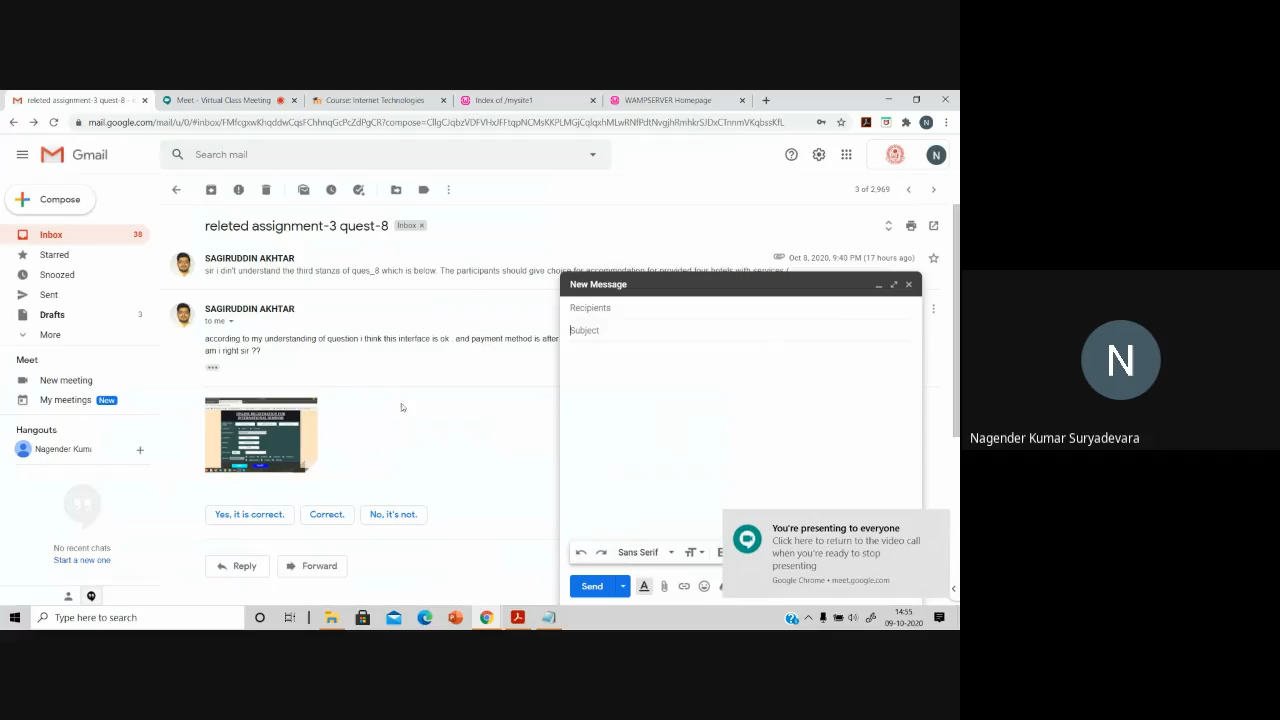 releted assignment-3 quest-8 - c
Meet - Virtual Class Meeting
Course: Internet Technologies
Index of /mysite1
WAMPSERVER Homepage
Gmail
Search mail
N
Compose
3 of 2,969
Inbox 38
Starred
Snoozed
Sent
Drafts 3
More
Meet
New meeting
My meetings New
Hangouts
Nagender Kuma
No recent chats
Start a new one
releted assignment-3 quest-8 Inbox x
SAGIRUDDIN AKHTAR
Oct 8, 2020, 9:40 PM (17 hours ago)
sir i don't understand the third stanza of ques_8 which is below. The participants should give choice for accommodation for provided four hotels with services (
SAGIRUDDIN AKHTAR
to me
according to my understanding of question i think this interface is ok . and payment method is after
am i right sir ??
ONLINE REGISTRATION FOR
INTERNATIONAL SEMINAR
Yes, it is correct.
Correct.
No, it's not.
Reply
Forward
New Message
Recipients
Subject
Sans Serif
Send
You're presenting to everyone
Click here to return to the video call
when you're ready to stop
presenting
Google Chrome • meet.google.com
Type here to search
14:55
09-10-2020
N
Nagender Kumar Suryadevara